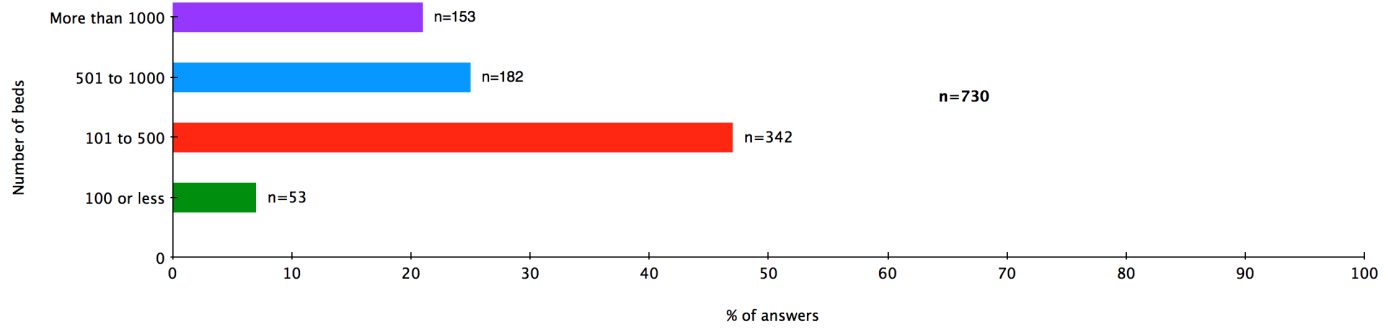 More than 1000
n=153
501 to 1000
n=182
n=730
Number of beds
101 to 500
n=342
100 or less
n=53
0
0 10 20 30 40 50 60 70 80 90 100
% of answers